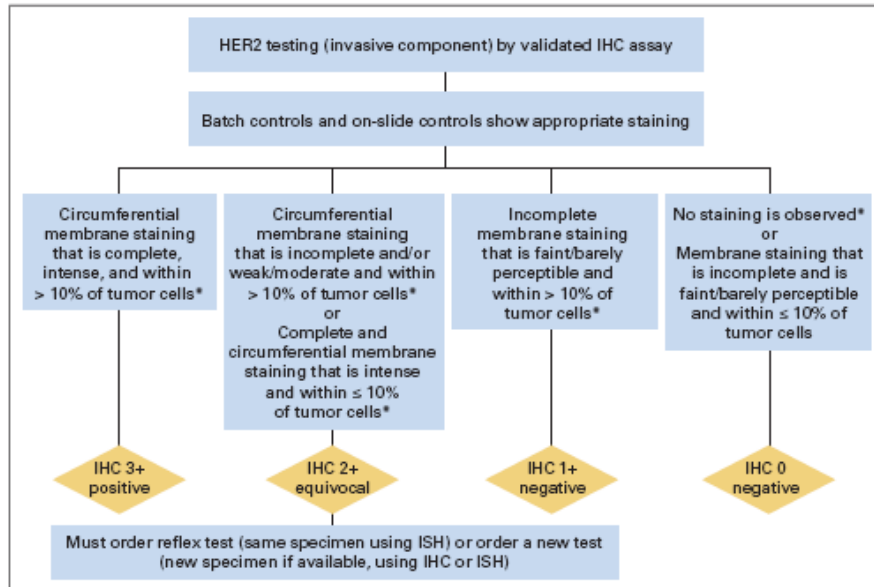 HER2 testing (invasive component) by validated IHC assay
Batch controls and on-slide controls show appropriate staining
Circumferential
membrane staining
that is complete,
intense, and within
> 10% of tumor cells*
Circumferential
membrane staining
that is incomplete and/or
weak/moderate and within
> 10% of tumor cells*
or
Complete and
circumferential membrane
staining that is intense
and within ≤ 10%
of tumor cells*
Incomplete
membrane staining
that is faint/barely
perceptible and
within > 10% of
tumor cells*
No staining is observed*
or
Membrane staining that
is incomplete and is
faint/barely perceptible
and within ≤ 10% of
tumor cells
IHC 3+
positive
IHC 2+
equivocal
IHC 1+
negative
IHC 0
negative
Must order reflex test (same specimen using ISH) or order a new test
(new specimen if available, using IHC or ISH)